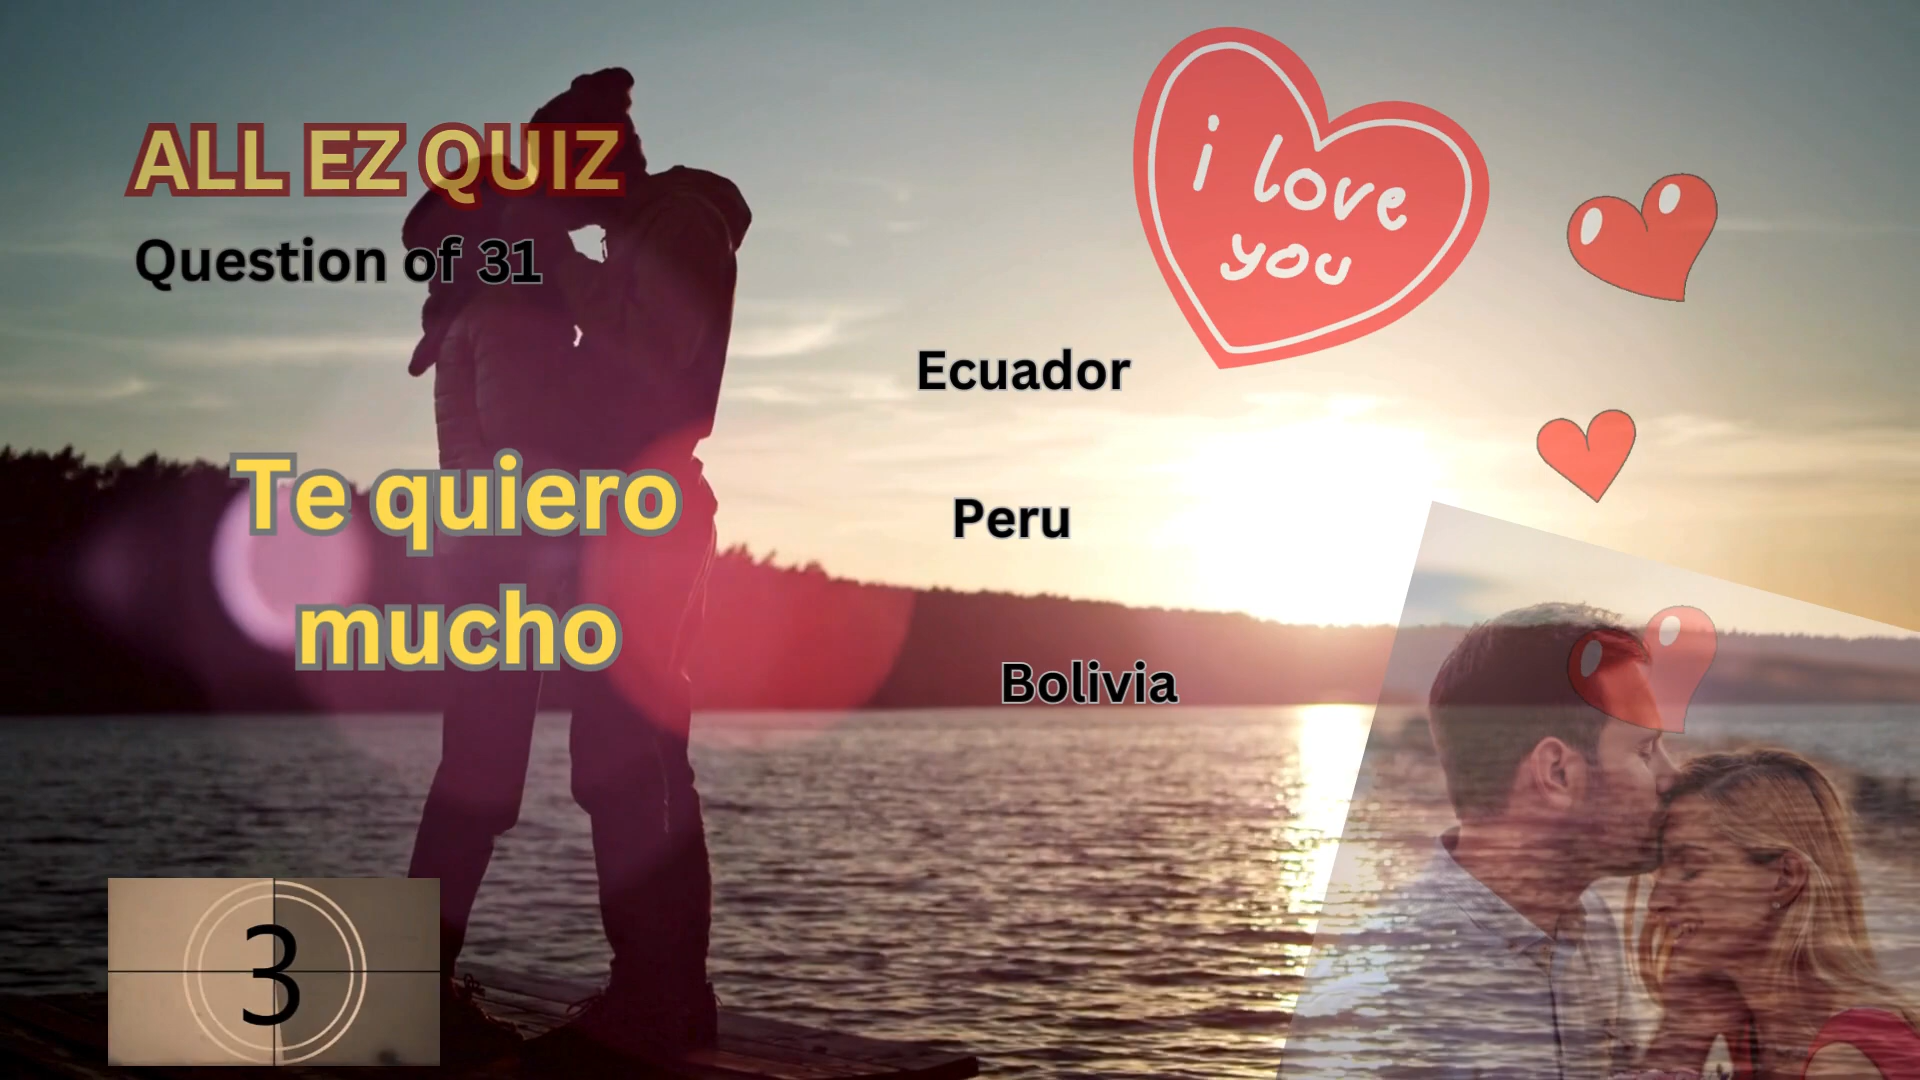 ALL EZ QUIZ
Question of 31
i love
you
Ecuador
Te quiero
mucho
Peru
Bolivia
3